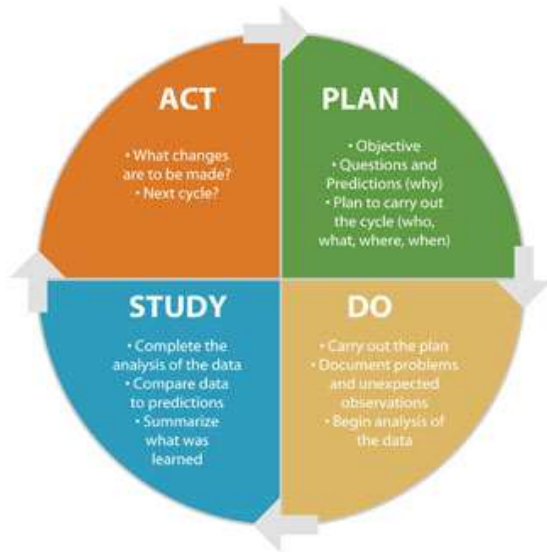 ACT
• What changes
are to be made?
• Next cycle?
PLAN
• Objective
• Questions and
Predictions (why)
• Plan to carry out
the cycle (who,
what, where, when)
STUDY
• Complete the
analysis of the data
• Compare data
to predictions
• Summarize
what was
learned
DO
• Carry out the plan
• Document problems
and unexpected
observations
• Begin analysis of
the data